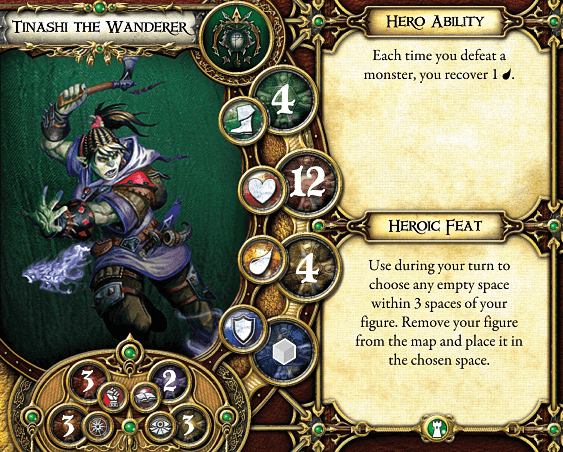 TINASHI THE WANDERER
4
12
4
3
2
3
3
HERO ABILITY
Each time you defeat a
monster, you recover 1 .
HEROIC FEAT
Use during your turn to
choose any empty space
within 3 spaces of your
figure. Remove your figure
from the map and place it in
the chosen space.